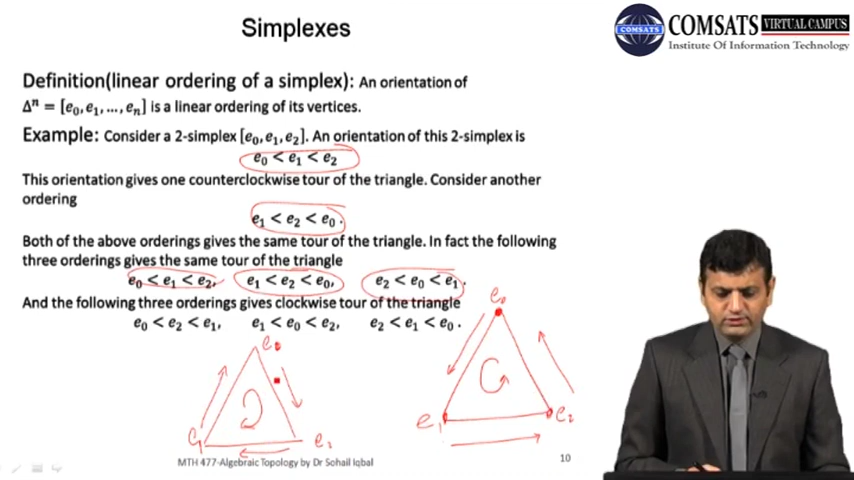 Simplexes
COMSATS VIRTUAL CAMPUS
Institute Of Information Technology
Definition(linear ordering of a simplex): An orientation of
Δⁿ = [e₀, e₁, …, eₙ] is a linear ordering of its vertices.
Example: Consider a 2-simplex [e₀, e₁, e₂]. An orientation of this 2-simplex is
e₀ < e₁ < e₂
This orientation gives one counterclockwise tour of the triangle. Consider another
ordering
e₁ < e₂ < e₀.
Both of the above orderings gives the same tour of the triangle. In fact the following
three orderings gives the same tour of the triangle
e₀ < e₁ < e₂, e₁ < e₂ < e₀, e₂ < e₀ < e₁.
And the following three orderings gives clockwise tour of the triangle
e₀ < e₂ < e₁, e₁ < e₀ < e₂, e₂ < e₁ < e₀.
e₀
e₀
e₁
e₂
e₁
e₂
MTH 477-Algebraic Topology by Dr Sohail Iqbal
10